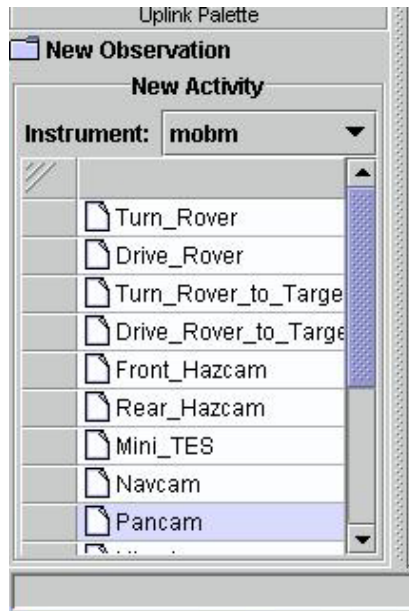 Uplink Palette
New Observation
New Activity
Instrument: mobm
Turn_Rover
Drive_Rover
Turn_Rover_to_Targe
Drive_Rover_to_Targe
Front_Hazcam
Rear_Hazcam
Mini_TES
Navcam
Pancam